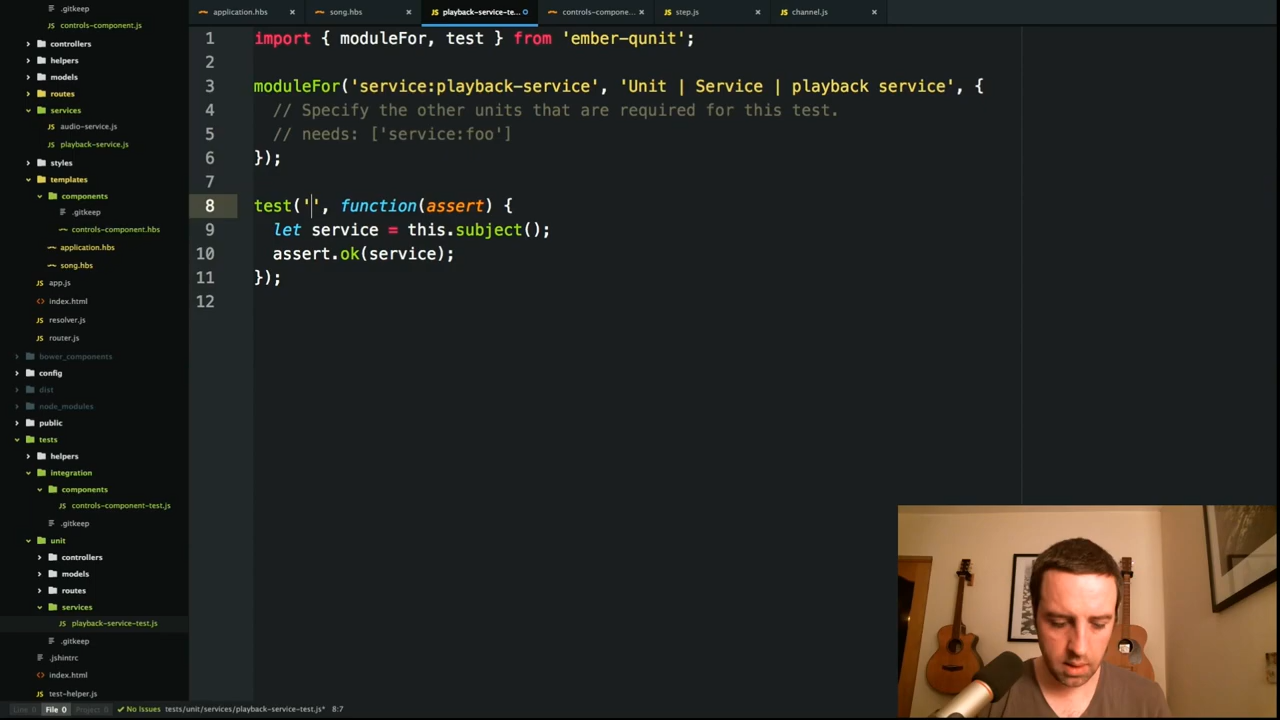 application.hbs × song.hbs × playback-service-te... controls-compone... × step.js × channel.js ×
.gitkeep
controls-component.js
controllers
helpers
models
routes
services
audio-service.js
playback-service.js
styles
templates
components
.gitkeep
controls-component.hbs
application.hbs
song.hbs
app.js
index.html
resolver.js
router.js
bower_components
config
dist
node_modules
public
tests
helpers
integration
components
controls-component-test.js
.gitkeep
unit
controllers
models
routes
services
playback-service-test.js
.gitkeep
.jshintrc
index.html
test-helper.js
1 import { moduleFor, test } from 'ember-qunit';
2
3 moduleFor('service:playback-service', 'Unit | Service | playback service', {
4 // Specify the other units that are required for this test.
5 // needs: ['service:foo']
6 });
7
8 test('', function(assert) {
9 let service = this.subject();
10 assert.ok(service);
11 });
12
Line 0 File 0 Project 0 No Issues tests/unit/services/playback-service-test.js* 8:7